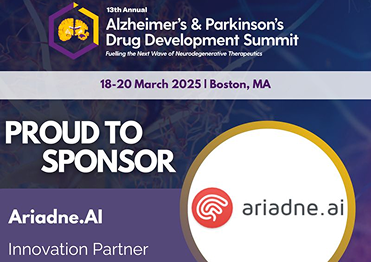 13th Annual
Alzheimer's & Parkinson's
Drug Development Summit
Fuelling the Next Wave of Neurodegenerative Therapeutics
18-20 March 2025 | Boston, MA
PROUD TO
SPONSOR
ariadne.ai
Ariadne.AI
Innovation Partner